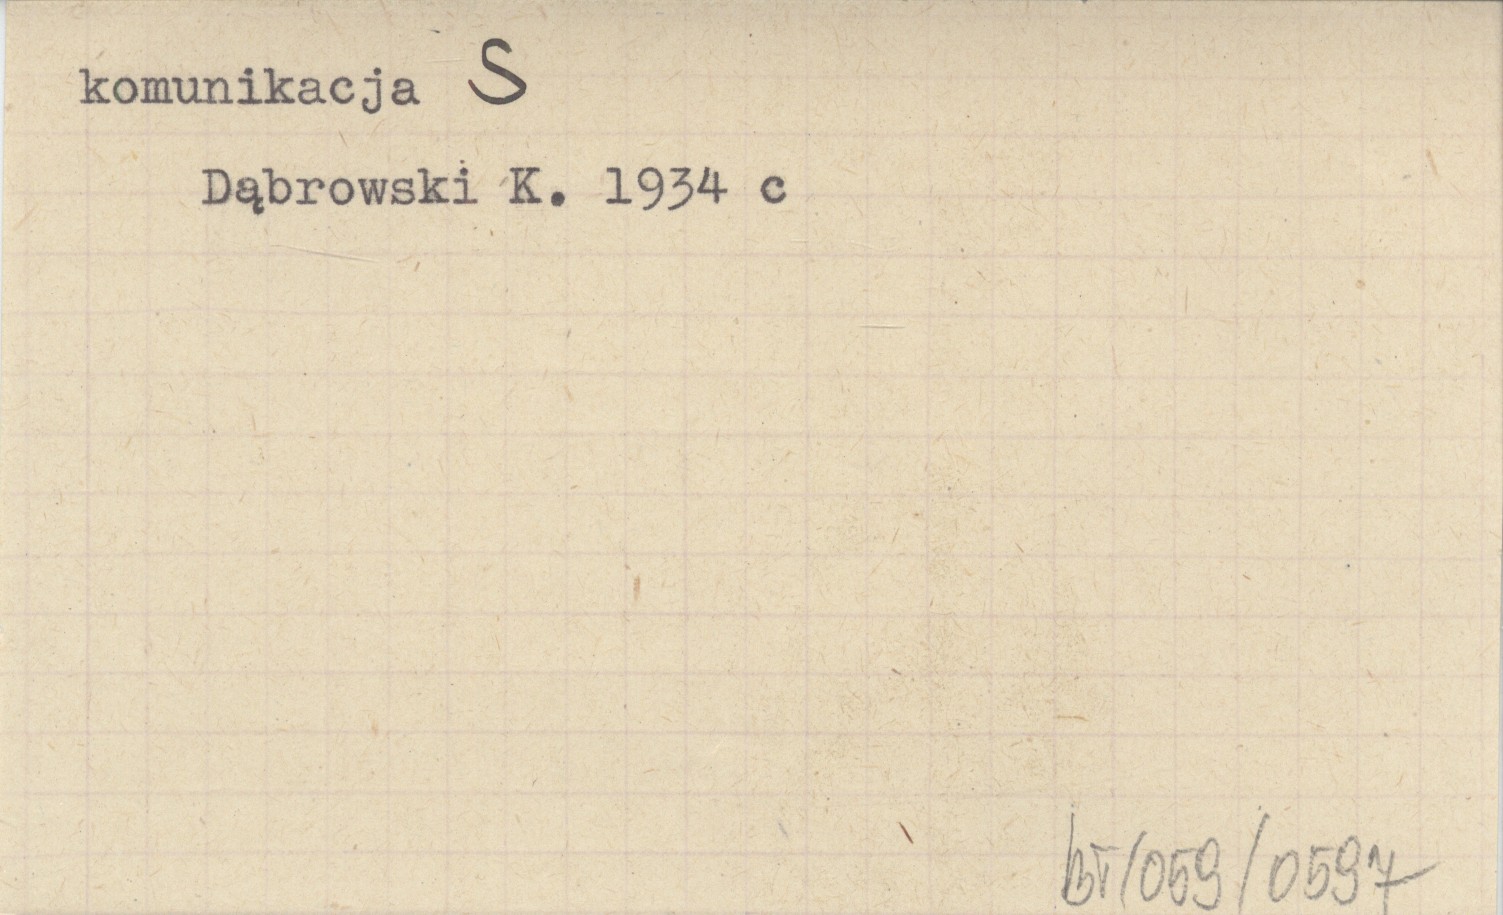 komunikacja S
Dąbrowski K. 1934 c
bT/059/0597